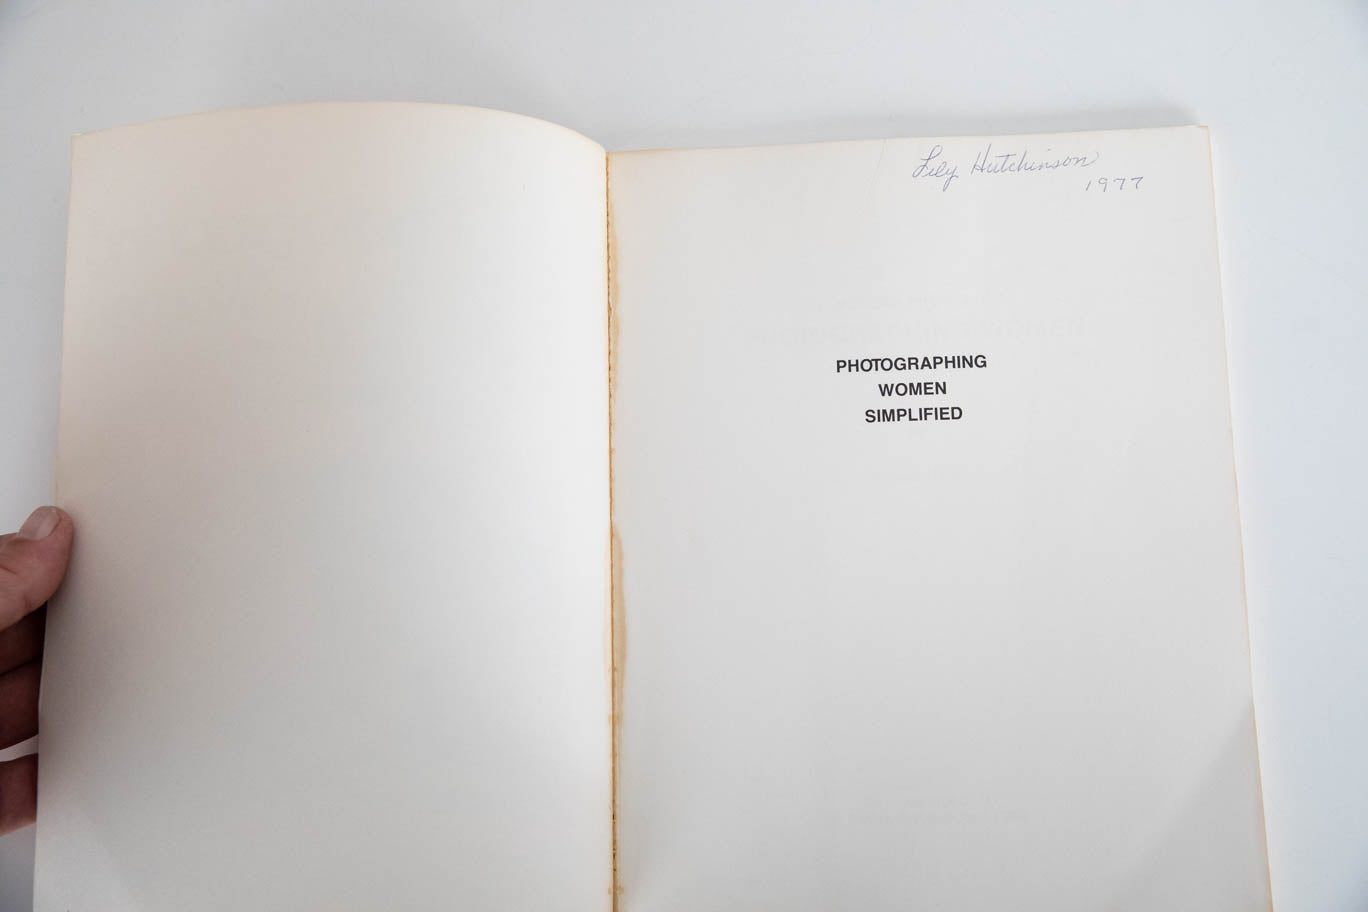 Lily Hutchinson
1977
PHOTOGRAPHING
WOMEN
SIMPLIFIED